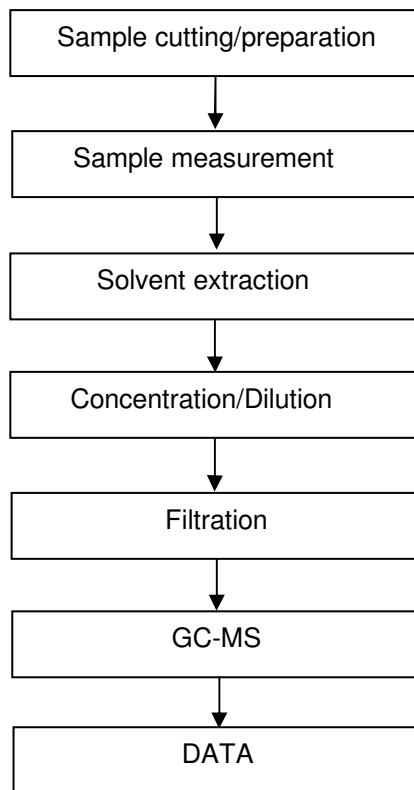 Sample cutting/preparation
Sample measurement
Solvent extraction
Concentration/Dilution
Filtration
GC-MS
DATA